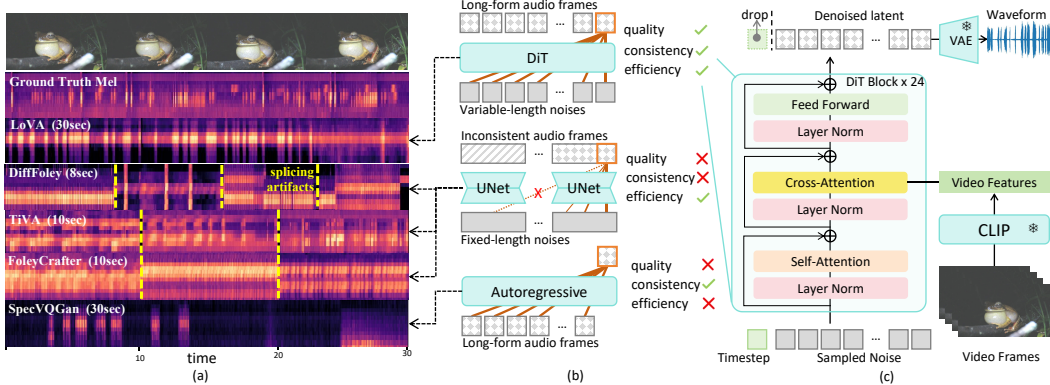 Ground Truth Mel
LoVA (30sec)
DiffFoley (8sec)
splicing
artifacts
TiVA (10sec)
FoleyCrafter (10sec)
SpecVQGan (30sec)
10
20
30
time
(a)
Long-form audio frames
...
quality
consistency
efficiency
DiT
...
Variable-length noises
Inconsistent audio frames
...
quality
consistency
efficiency
UNet
X
UNet
...
Fixed-length noises
quality
consistency
efficiency
Autoregressive
...
Long-form audio frames
(b)
drop
Denoised latent
Waveform
...
VAE
DiT Block x 24
Feed Forward
Layer Norm
Cross-Attention
Layer Norm
Self-Attention
Layer Norm
Video Features
CLIP
...
Timestep
Sampled Noise
Video Frames
(c)